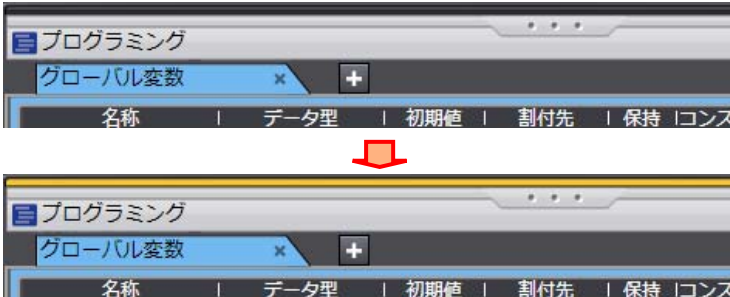 プログラミング
グローバル変数 × +
名称 | データ型 | 初期値 | 割付先 | 保持 |コンス
プログラミング
グローバル変数 × +
名称 | データ型 | 初期値 | 割付先 | 保持 |コンス